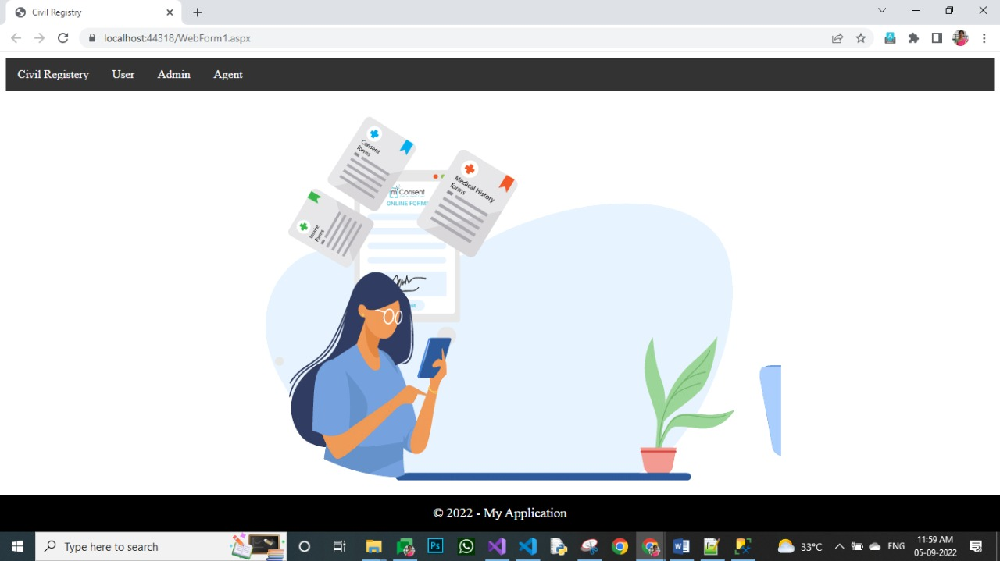 Civil Registry
localhost:44318/WebForm1.aspx
Civil Registery User Admin Agent
Consent
forms
Medical History
forms
Intake
forms
mConsent
ONLINE FORMS
© 2022 - My Application
Type here to search
Ps
33°C
ENG
11:59 AM
05-09-2022